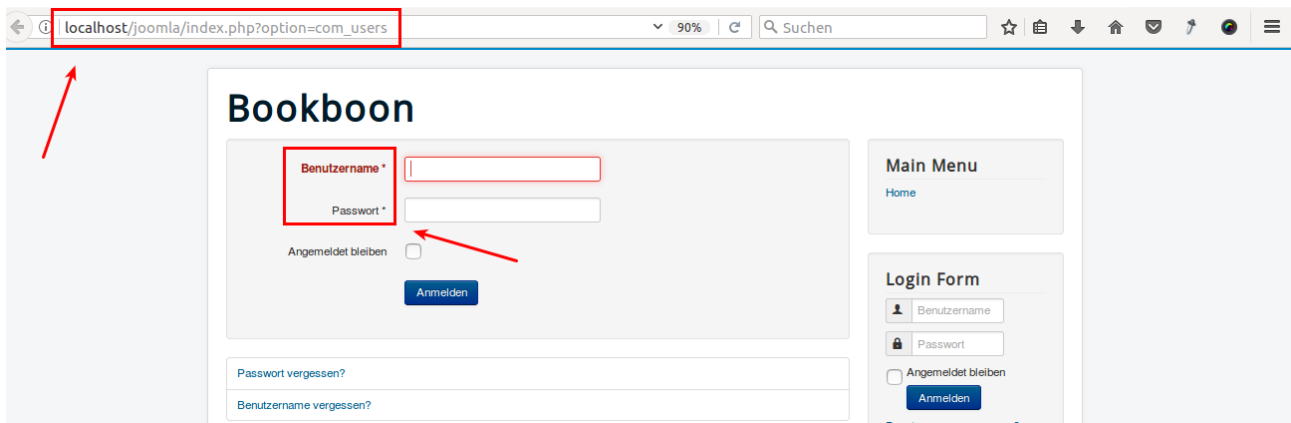 localhost/joomla/index.php?option=com_users
90%
Suchen
Bookboon
Benutzername *
Passwort *
Angemeldet bleiben
Anmelden
Passwort vergessen?
Benutzername vergessen?
Main Menu
Home
Login Form
Benutzername
Passwort
Angemeldet bleiben
Anmelden